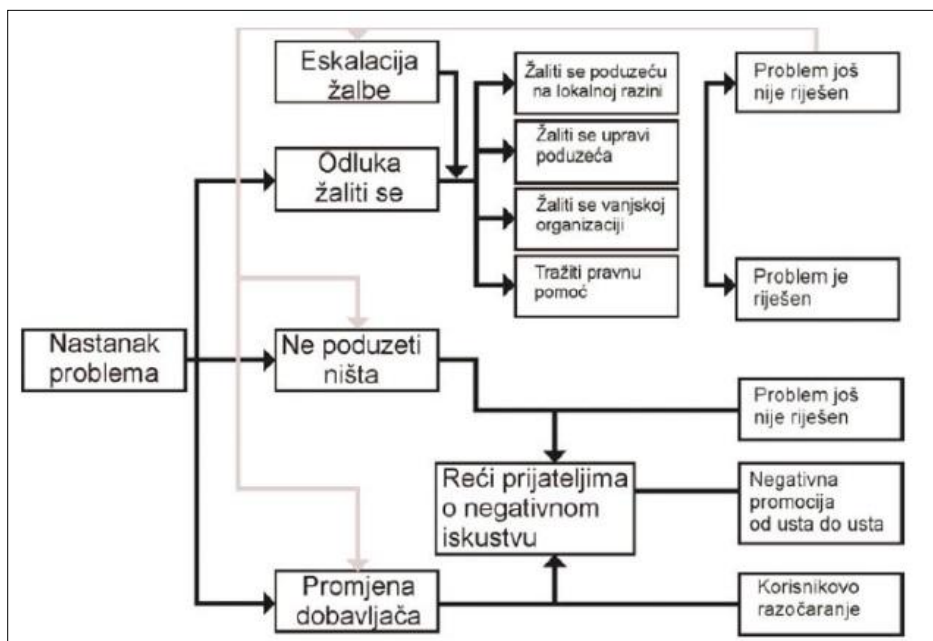 Eskalacija
žalbe
Žaliti se poduzeću
na lokalnoj razini
Problem još
nije riješen
Odluka
žaliti se
Žaliti se upravi
poduzeća
Žaliti se vanjskoj
organizaciji
Tražiti pravnu
pomoć
Problem je
riješen
Nastanak
problema
Ne poduzeti
ništa
Problem još
nije riješen
Reći prijateljima
o negativnom
iskustvu
Negativna
promocija
od usta do usta
Promjena
dobavljača
Korisnikovo
razočaranje